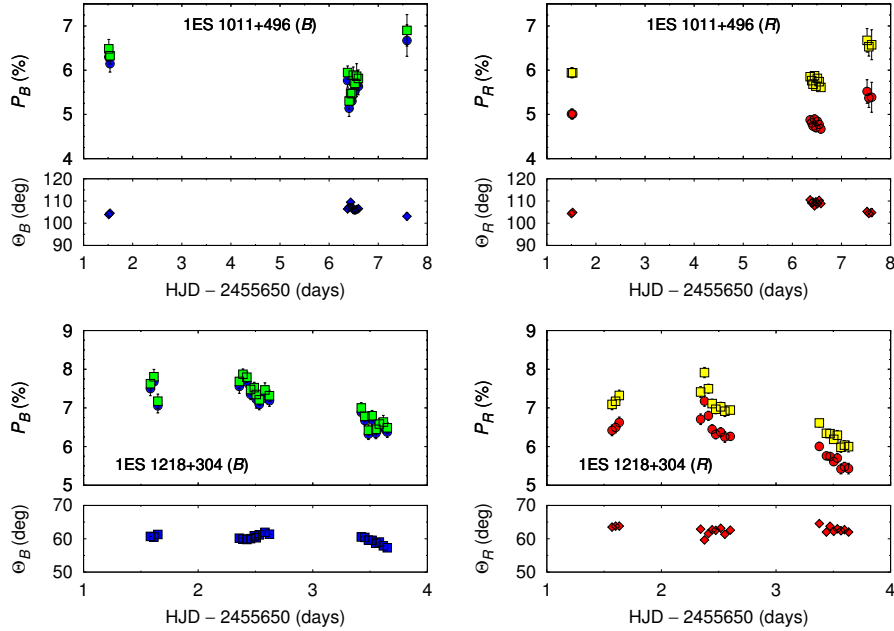 1ES 1011+496 (B)
P_B (%)
7
6
5
4
Θ_B (deg)
120
110
100
90
1 2 3 4 5 6 7 8
HJD − 2455650 (days)
1ES 1011+496 (R)
P_R (%)
7
6
5
4
Θ_R (deg)
120
110
100
90
1 2 3 4 5 6 7 8
HJD − 2455650 (days)
P_B (%)
9
8
7
6
5
1ES 1218+304 (B)
Θ_B (deg)
70
60
50
1 2 3 4
HJD − 2455650 (days)
P_R (%)
9
8
7
6
5
1ES 1218+304 (R)
Θ_R (deg)
70
60
50
1 2 3 4
HJD − 2455650 (days)